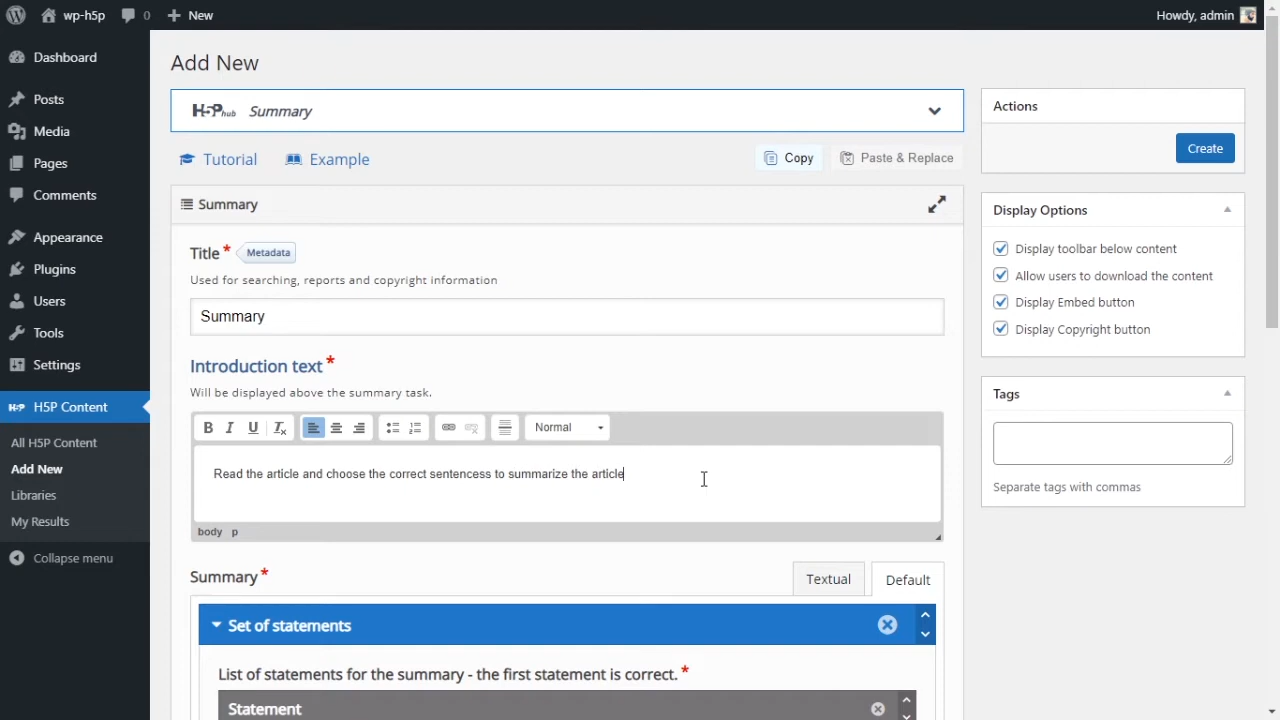 wp-h5p 0 New Howdy, admin
Dashboard
Posts
Media
Pages
Comments
Appearance
Plugins
Users
Tools
Settings
H5P Content
All H5P Content
Add New
Libraries
My Results
Collapse menu
Add New
H5P hub Summary
Tutorial Example Copy Paste & Replace
Summary
Title * Metadata
Used for searching, reports and copyright information
Summary
Introduction text *
Will be displayed above the summary task.
B I U Tx Normal
Read the article and choose the correct sentencess to summarize the article
body p
Summary * Textual Default
Set of statements
List of statements for the summary - the first statement is correct. *
Statement
Actions
Create
Display Options
Display toolbar below content
Allow users to download the content
Display Embed button
Display Copyright button
Tags
Separate tags with commas